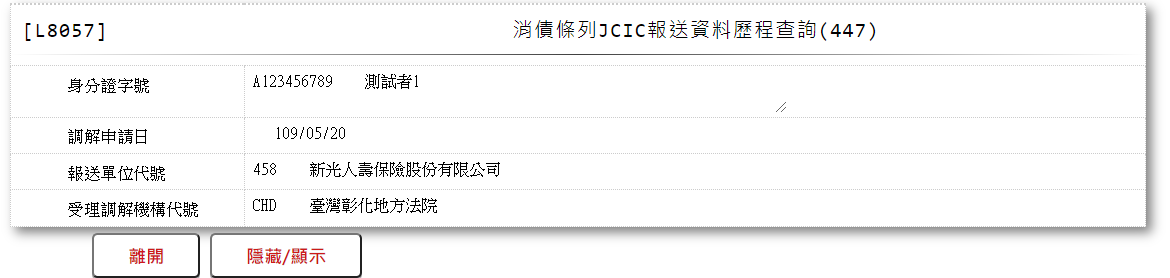 [L8057] 消債條列JCIC報送資料歷程查詢(447)
身分證字號 A123456789 測試者1
調解申請日 109/05/20
報送單位代號 458 新光人壽保險股份有限公司
受理調解機構代號 CHD 臺灣彰化地方法院
離開 隱藏/顯示